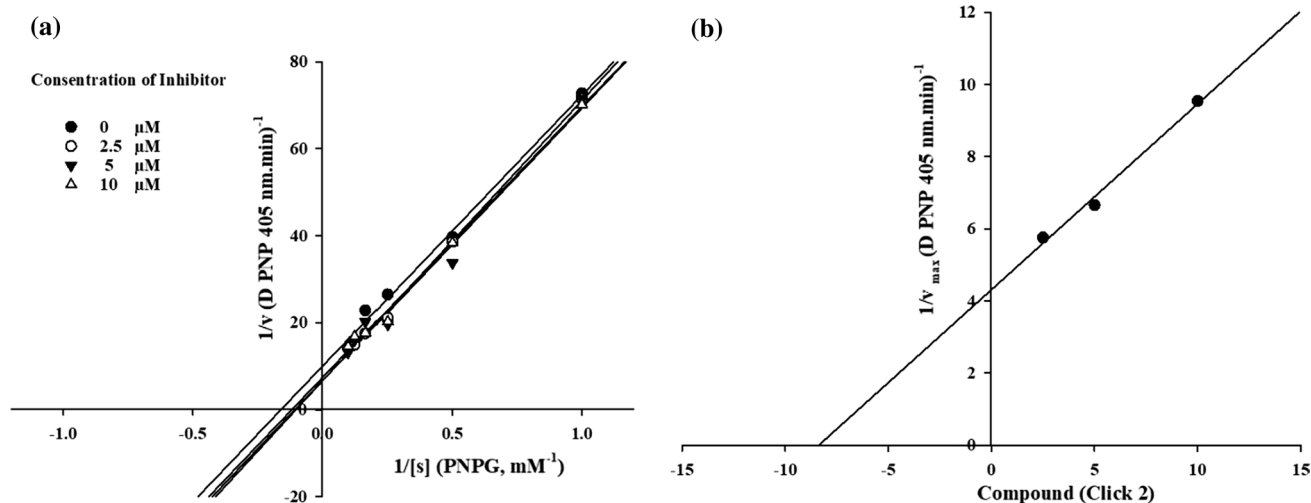 (a)
Consentration of Inhibitor
0 µM
2.5 µM
5 µM
10 µM
1/v (D PNP 405 nm.min)-1
80
60
40
20
0
-20
-1.0
-0.5
0.0
0.5
1.0
1/[s] (PNPG, mM-1)
(b)
1/v max (D PNP 405 nm.min)-1
12
10
8
6
4
2
0
-15
-10
-5
0
5
10
15
Compound (Click 2)